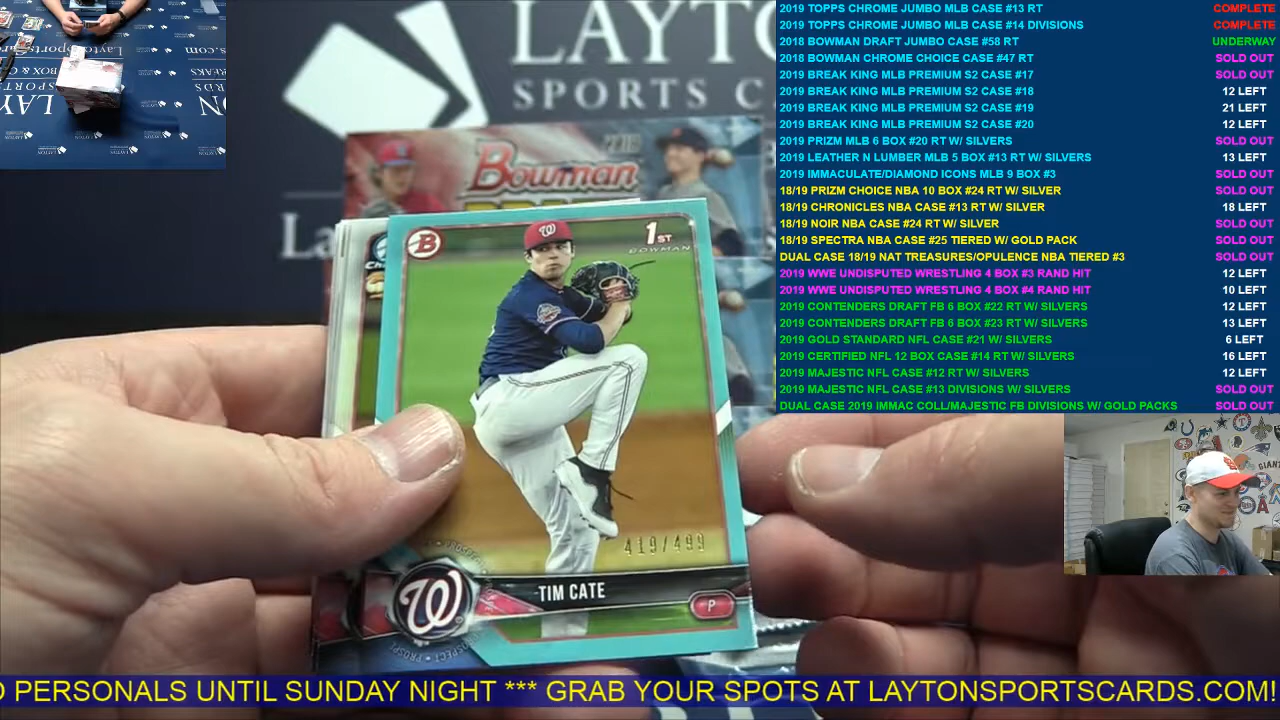 LAYTON
SPORTS C
2018
Bowman
B
1ST
BOWMAN
W
419/499
TIM CATE
W
P
2019 TOPPS CHROME JUMBO MLB CASE #13 RT COMPLETE
2019 TOPPS CHROME JUMBO MLB CASE #14 DIVISIONS COMPLETE
2018 BOWMAN DRAFT JUMBO CASE #58 RT UNDERWAY
2018 BOWMAN CHROME CHOICE CASE #47 RT SOLD OUT
2019 BREAK KING MLB PREMIUM S2 CASE #17 SOLD OUT
2019 BREAK KING MLB PREMIUM S2 CASE #18 12 LEFT
2019 BREAK KING MLB PREMIUM S2 CASE #19 21 LEFT
2019 BREAK KING MLB PREMIUM S2 CASE #20 12 LEFT
2019 PRIZM MLB 6 BOX #20 RT W/ SILVERS SOLD OUT
2019 LEATHER N LUMBER MLB 5 BOX #13 RT W/ SILVERS 13 LEFT
2019 IMMACULATE/DIAMOND ICONS MLB 9 BOX #3 SOLD OUT
18/19 PRIZM CHOICE NBA 10 BOX #24 RT W/ SILVER SOLD OUT
18/19 CHRONICLES NBA CASE #13 RT W/ SILVER 18 LEFT
18/19 NOIR NBA CASE #24 RT W/ SILVER SOLD OUT
18/19 SPECTRA NBA CASE #25 TIERED W/ GOLD PACK SOLD OUT
DUAL CASE 18/19 NAT TREASURES/OPULENCE NBA TIERED #3 SOLD OUT
2019 WWE UNDISPUTED WRESTLING 4 BOX #3 RAND HIT 12 LEFT
2019 WWE UNDISPUTED WRESTLING 4 BOX #4 RAND HIT 10 LEFT
2019 CONTENDERS DRAFT FB 6 BOX #22 RT W/ SILVERS 12 LEFT
2019 CONTENDERS DRAFT FB 6 BOX #23 RT W/ SILVERS 13 LEFT
2019 GOLD STANDARD NFL CASE #21 W/ SILVERS 6 LEFT
2019 CERTIFIED NFL 12 BOX CASE #14 RT W/ SILVERS 16 LEFT
2019 MAJESTIC NFL CASE #12 RT W/ SILVERS 12 LEFT
2019 MAJESTIC NFL CASE #13 DIVISIONS W/ SILVERS SOLD OUT
DUAL CASE 2019 IMMAC COLL/MAJESTIC FB DIVISIONS W/ GOLD PACKS SOLD OUT
PERSONALS UNTIL SUNDAY NIGHT *** GRAB YOUR SPOTS AT LAYTONSPORTSCARDS.COM!